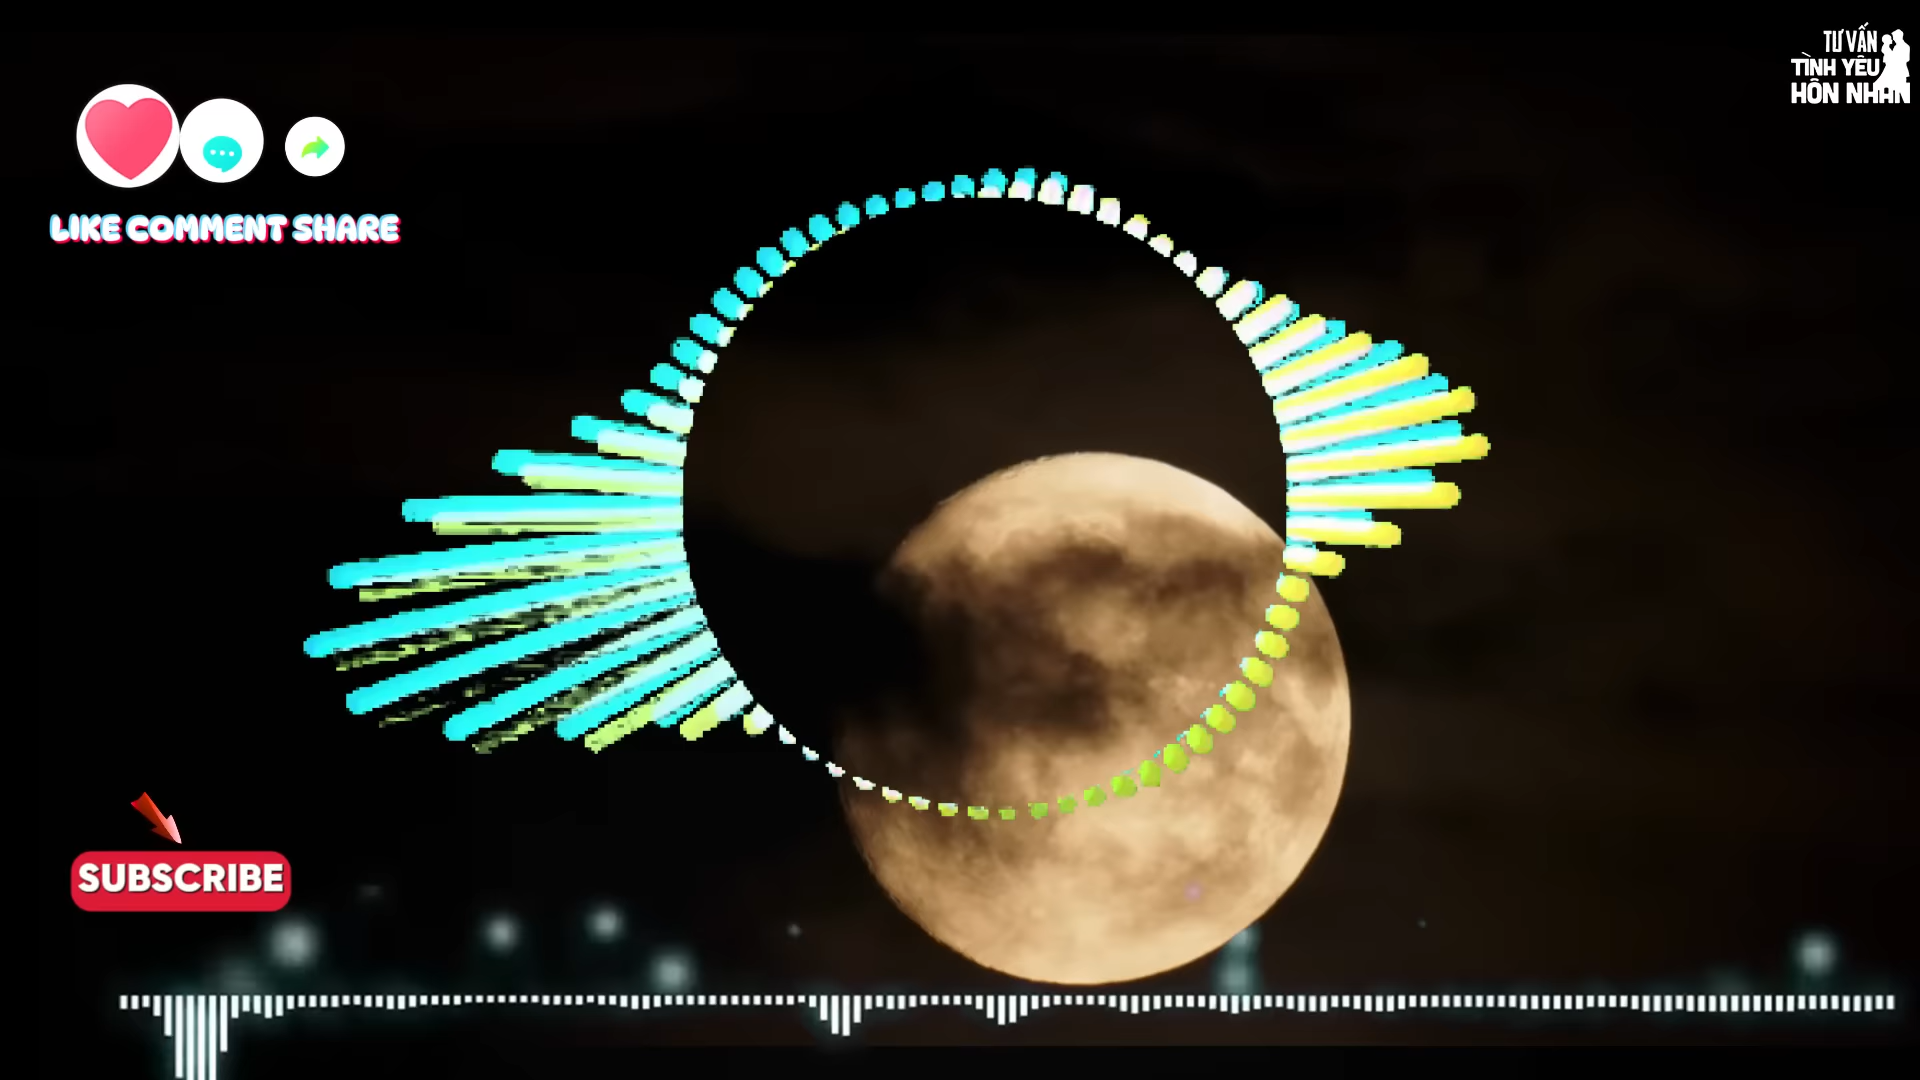 TƯ VẤN
TÌNH YÊU
HÔN NHÂN
LIKE COMMENT SHARE
SUBSCRIBE